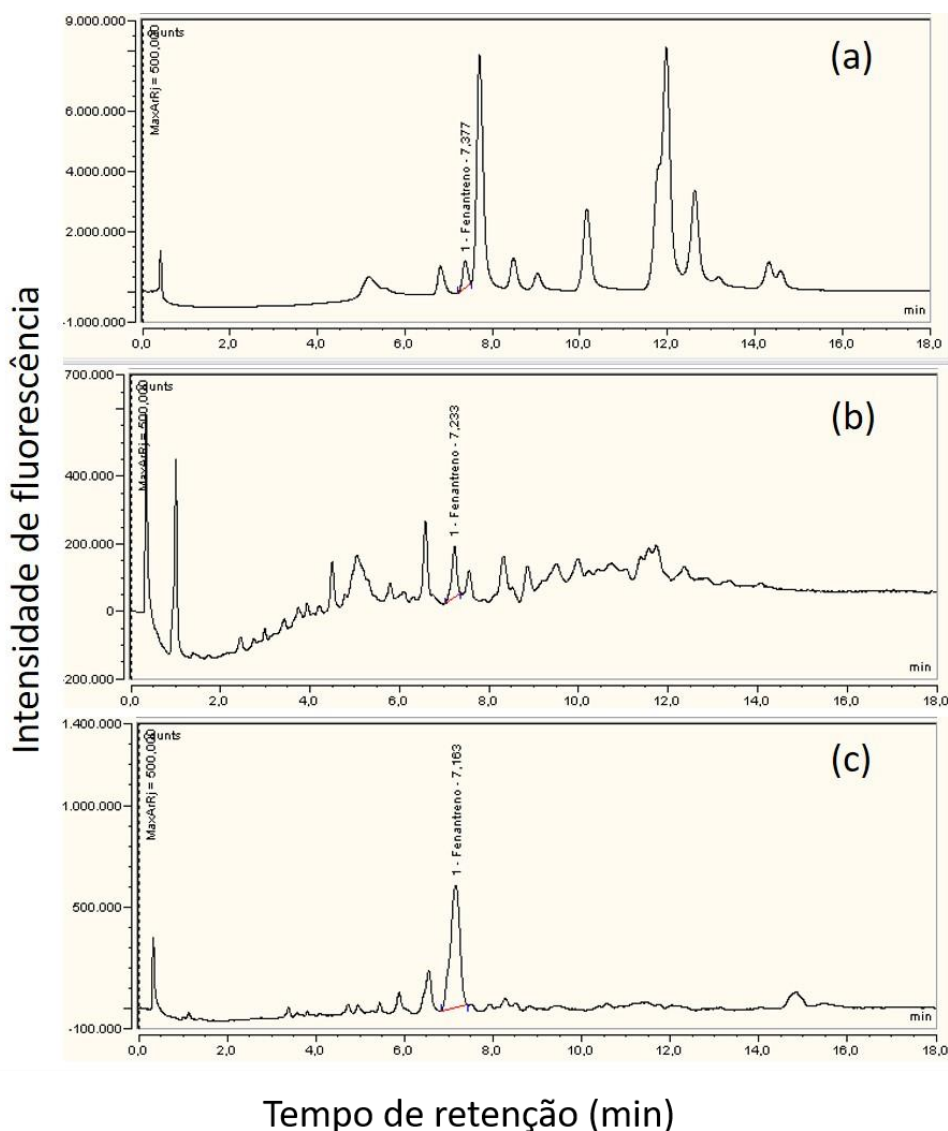 Intensidade de fluorescência
9.000.000
counts
MaxArRj = 500,000
(a)
6.000.000
1 - Fenantreno - 7,377
4.000.000
2.000.000
-1.000.000
min
0,0 2,0 4,0 6,0 8,0 10,0 12,0 14,0 16,0 18,0
700.000
counts
MaxArRj = 500,000
(b)
1 - Fenantreno - 7,233
400.000
200.000
0
-200.000
min
0,0 2,0 4,0 6,0 8,0 10,0 12,0 14,0 16,0 18,0
1.400.000
counts
MaxArRj = 500,000
(c)
1 - Fenantreno - 7,163
1.000.000
500.000
-100.000
min
0,0 2,0 4,0 6,0 8,0 10,0 12,0 14,0 16,0 18,0
Tempo de retenção (min)